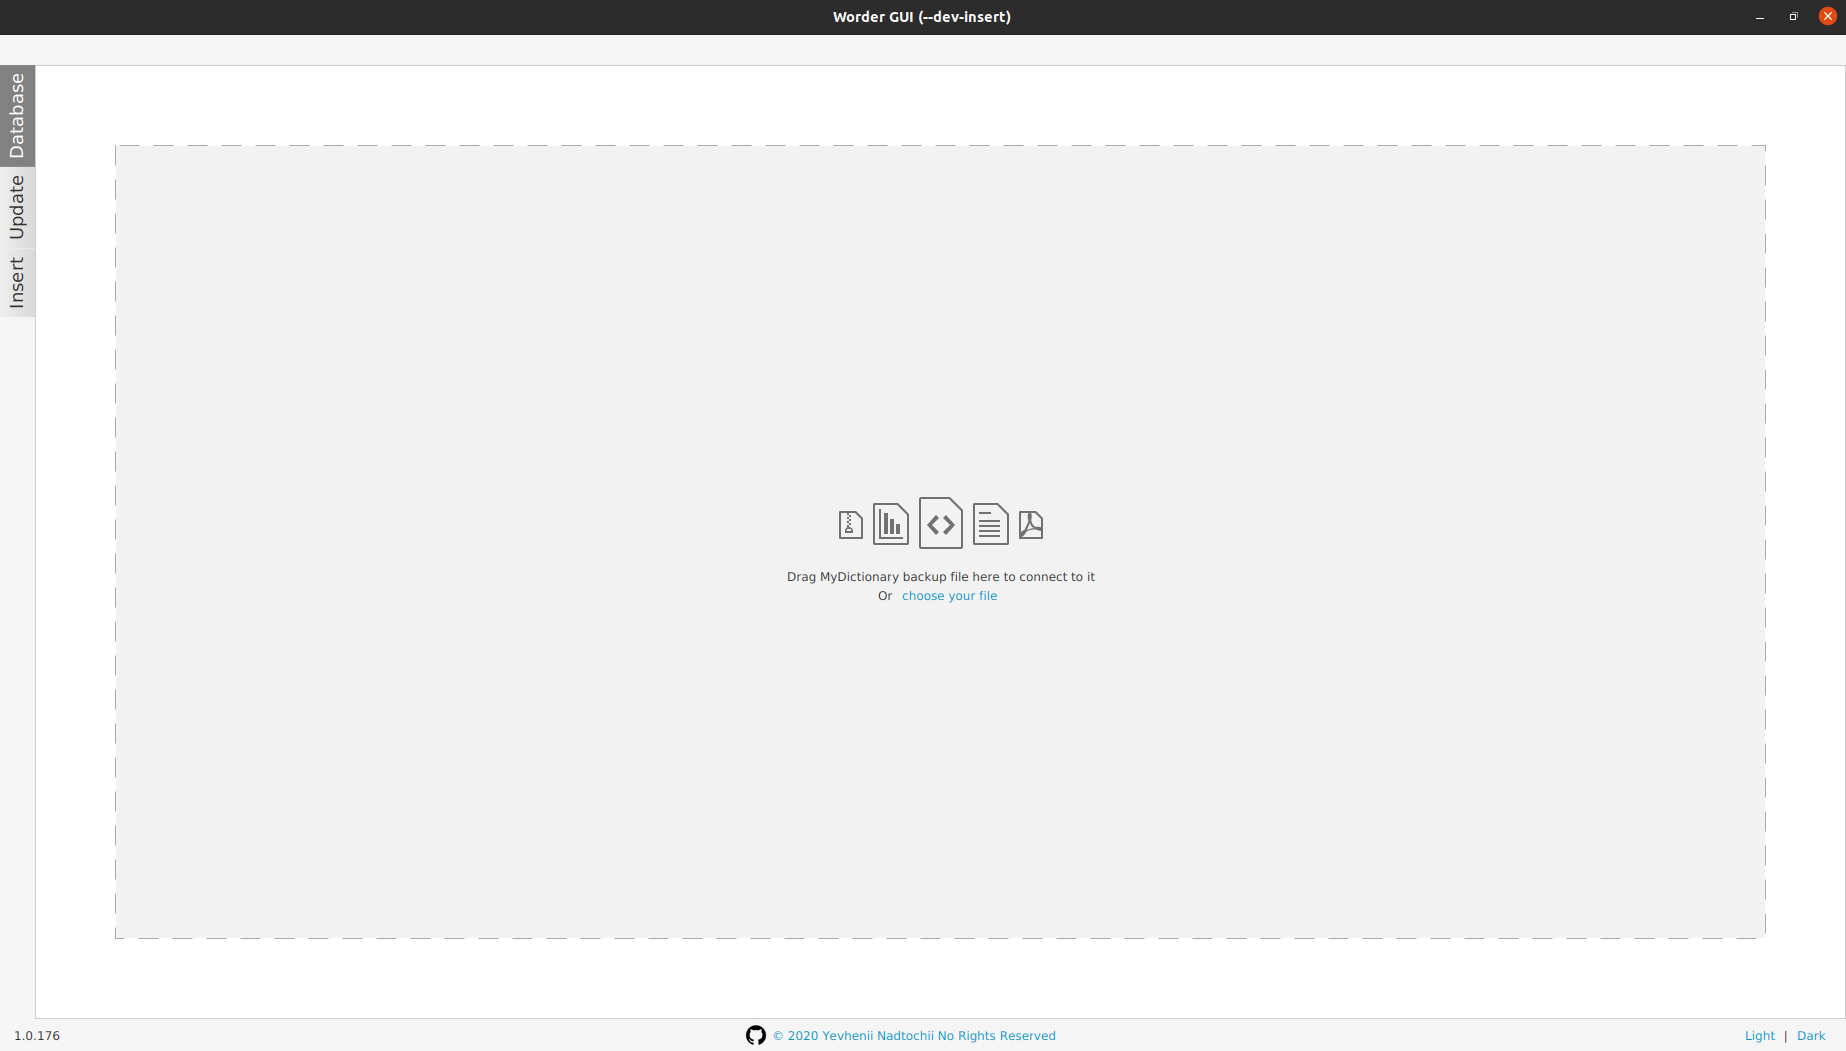 Worder GUI (--dev-insert)
Database
Update
Insert
Drag MyDictionary backup file here to connect to it
Or choose your file
1.0.176
© 2020 Yevhenii Nadtochii No Rights Reserved
Light | Dark